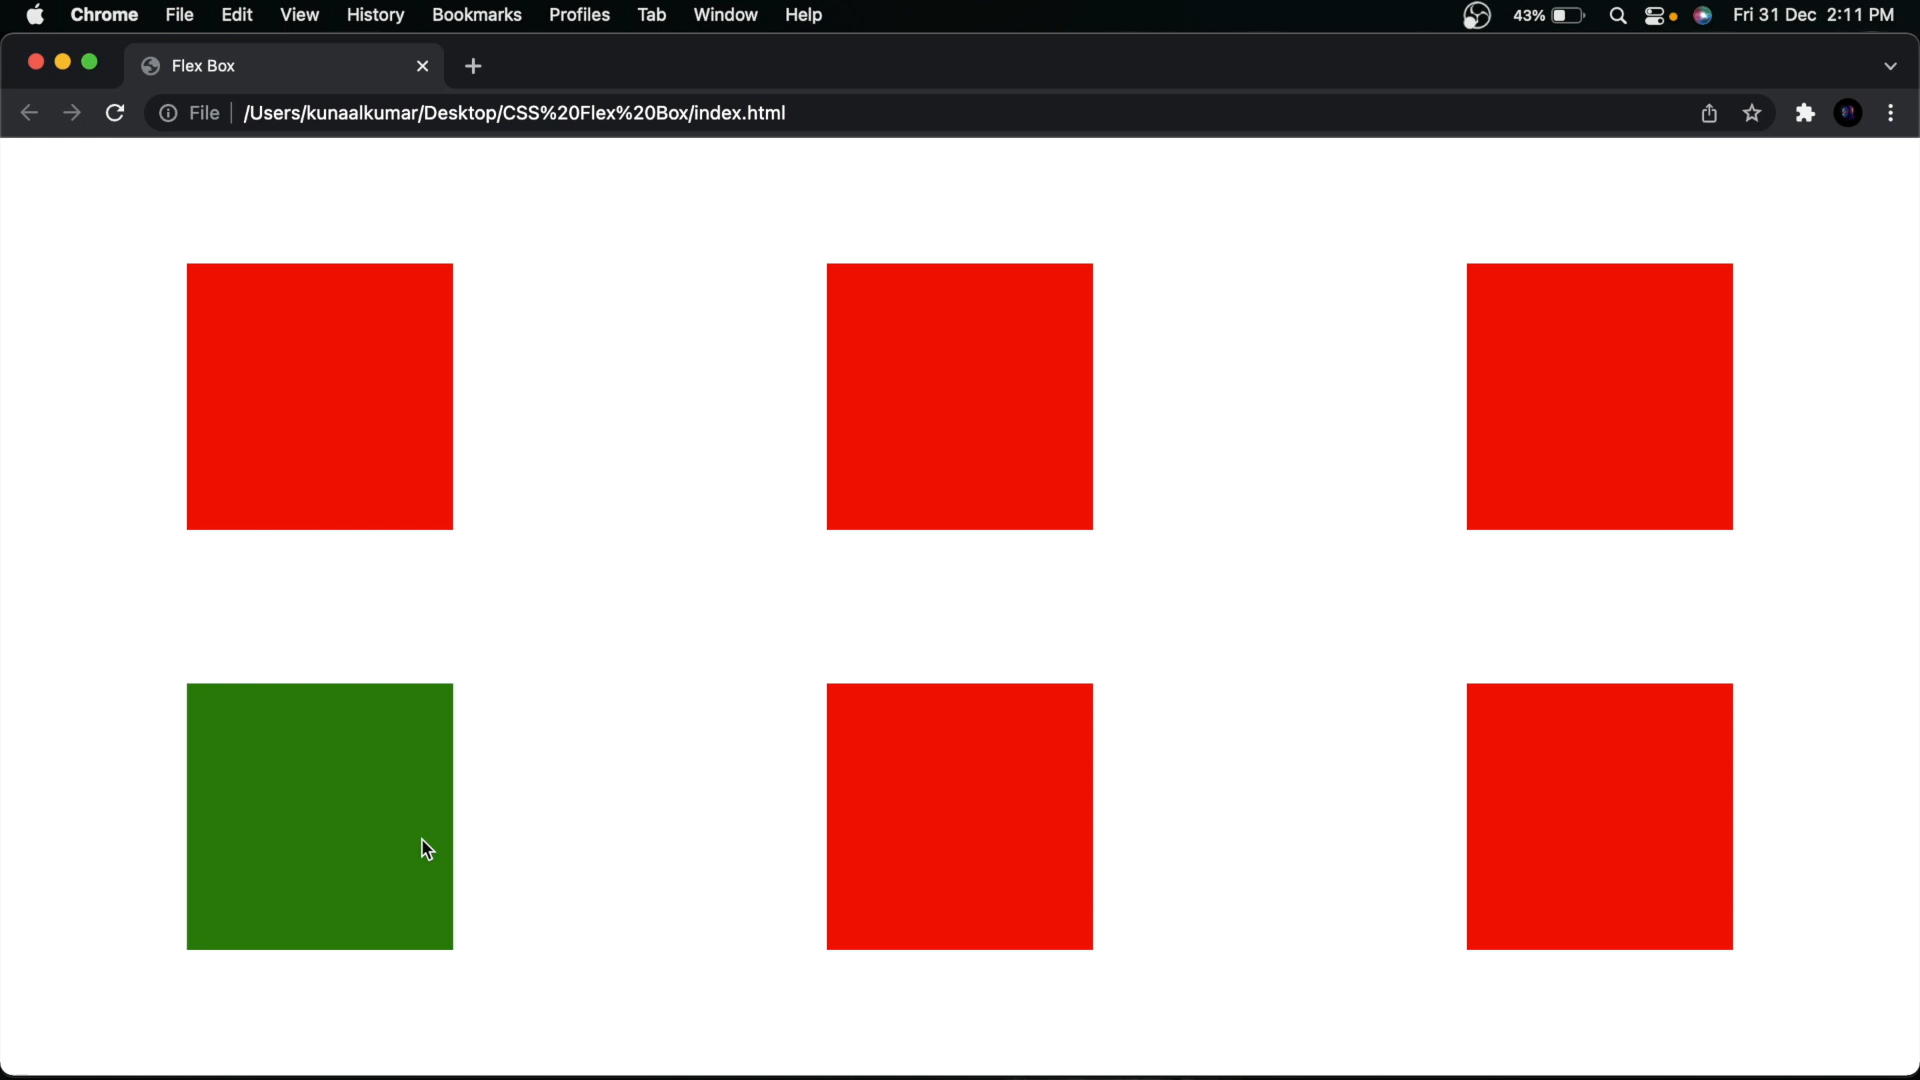 Chrome File Edit View History Bookmarks Profiles Tab Window Help 43% Fri 31 Dec 2:11 PM
Flex Box
File /Users/kunaalkumar/Desktop/CSS%20Flex%20Box/index.html